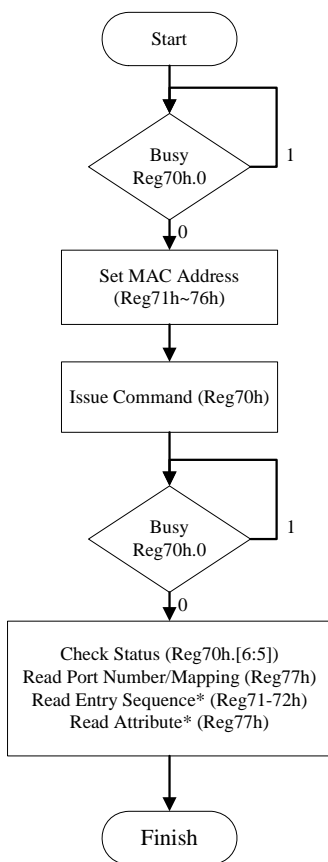 Start
Busy
Reg70h.0
1
0
Set MAC Address
(Reg71h~76h)
Issue Command (Reg70h)
Busy
Reg70h.0
1
0
Check Status (Reg70h.[6:5])
Read Port Number/Mapping (Reg77h)
Read Entry Sequence* (Reg71-72h)
Read Attribute* (Reg77h)
Finish